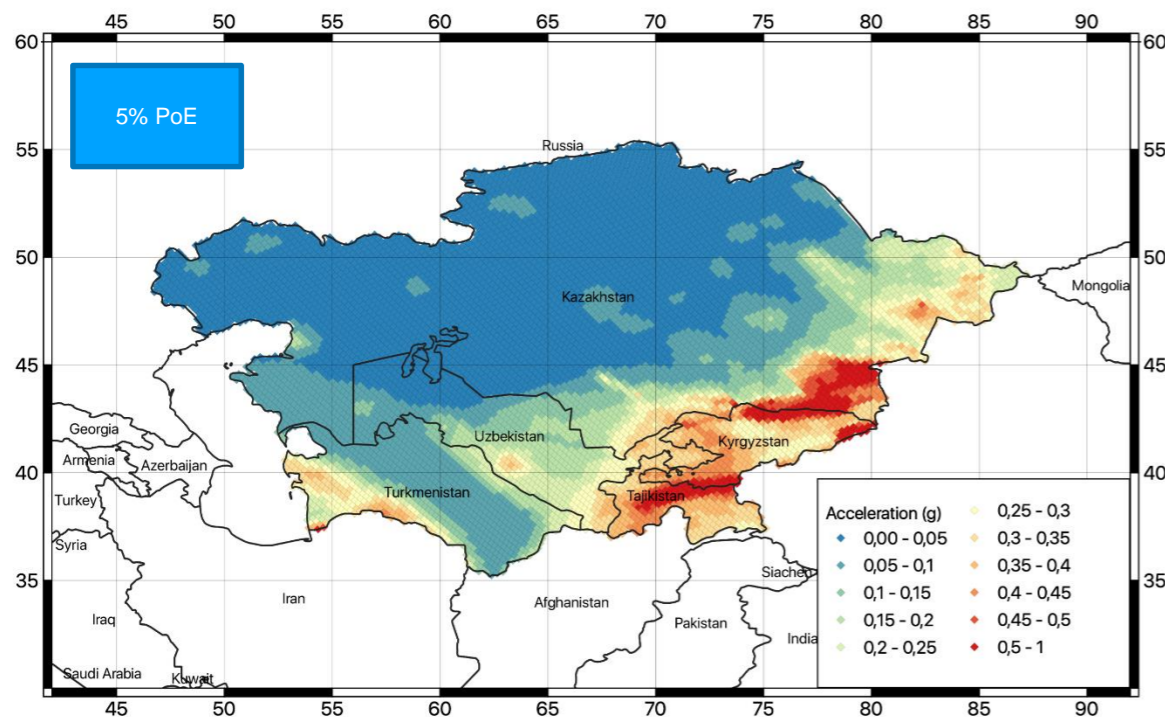 45 50 55 60 65 70 75 80 85 90
60 60
5% PoE
55 Russia 55
50 50
Mongolia
Kazakhstan
45 45
Georgia
Uzbekistan
Kyrgyzstan
Armenia
Azerbaijan
40 40
Turkey
Turkmenistan
Tajikistan
Syria
35 35
Siachen
Iran
Afghanistan
Iraq
Pakistan
India
Saudi Arabia
Kuwait
Acceleration (g)
0,00 - 0,05
0,05 - 0,1
0,1 - 0,15
0,15 - 0,2
0,2 - 0,25
0,25 - 0,3
0,3 - 0,35
0,35 - 0,4
0,4 - 0,45
0,45 - 0,5
0,5 - 1
45 50 55 60 65 70 75 80 85 90